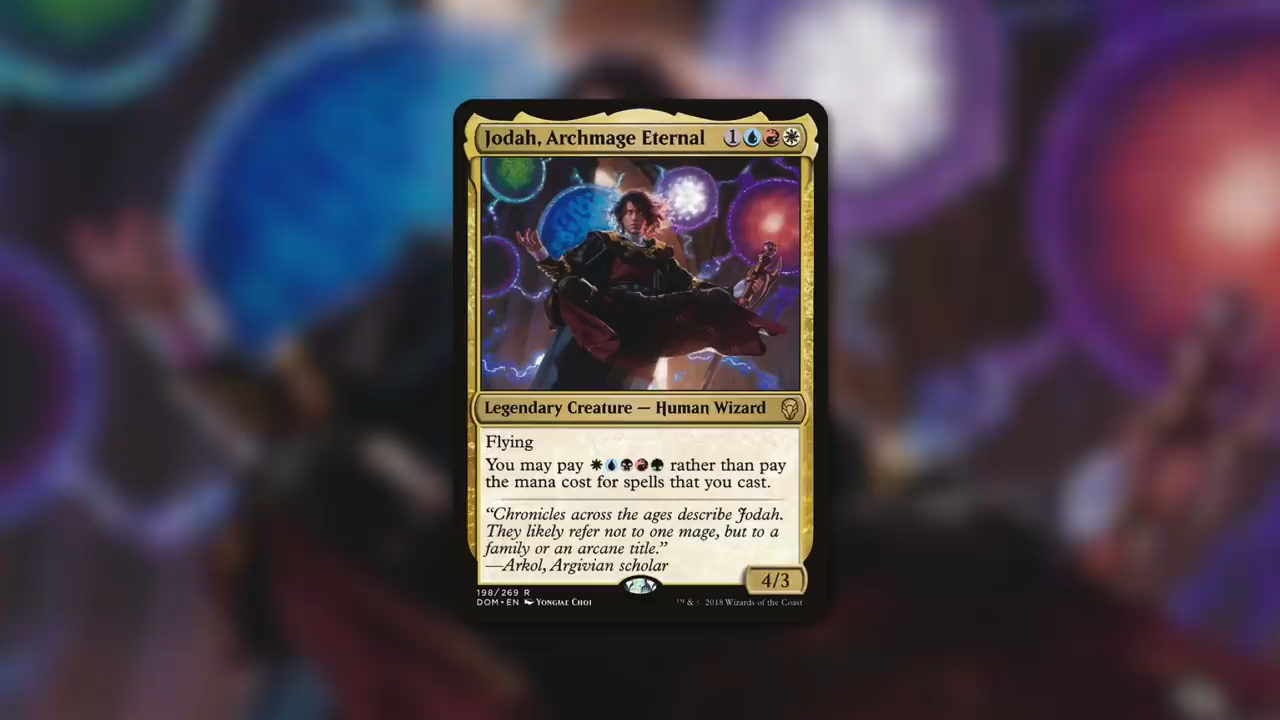 Jodah, Archmage Eternal 1
Legendary Creature — Human Wizard
Flying
You may pay rather than pay
the mana cost for spells that you cast.
“Chronicles across the ages describe Jodah.
They likely refer not to one mage, but to a
family or an arcane title.”
—Arkol, Argivian scholar
4/3
198/269 R
DOM • EN Yongjae Choi
™ & © 2018 Wizards of the Coast